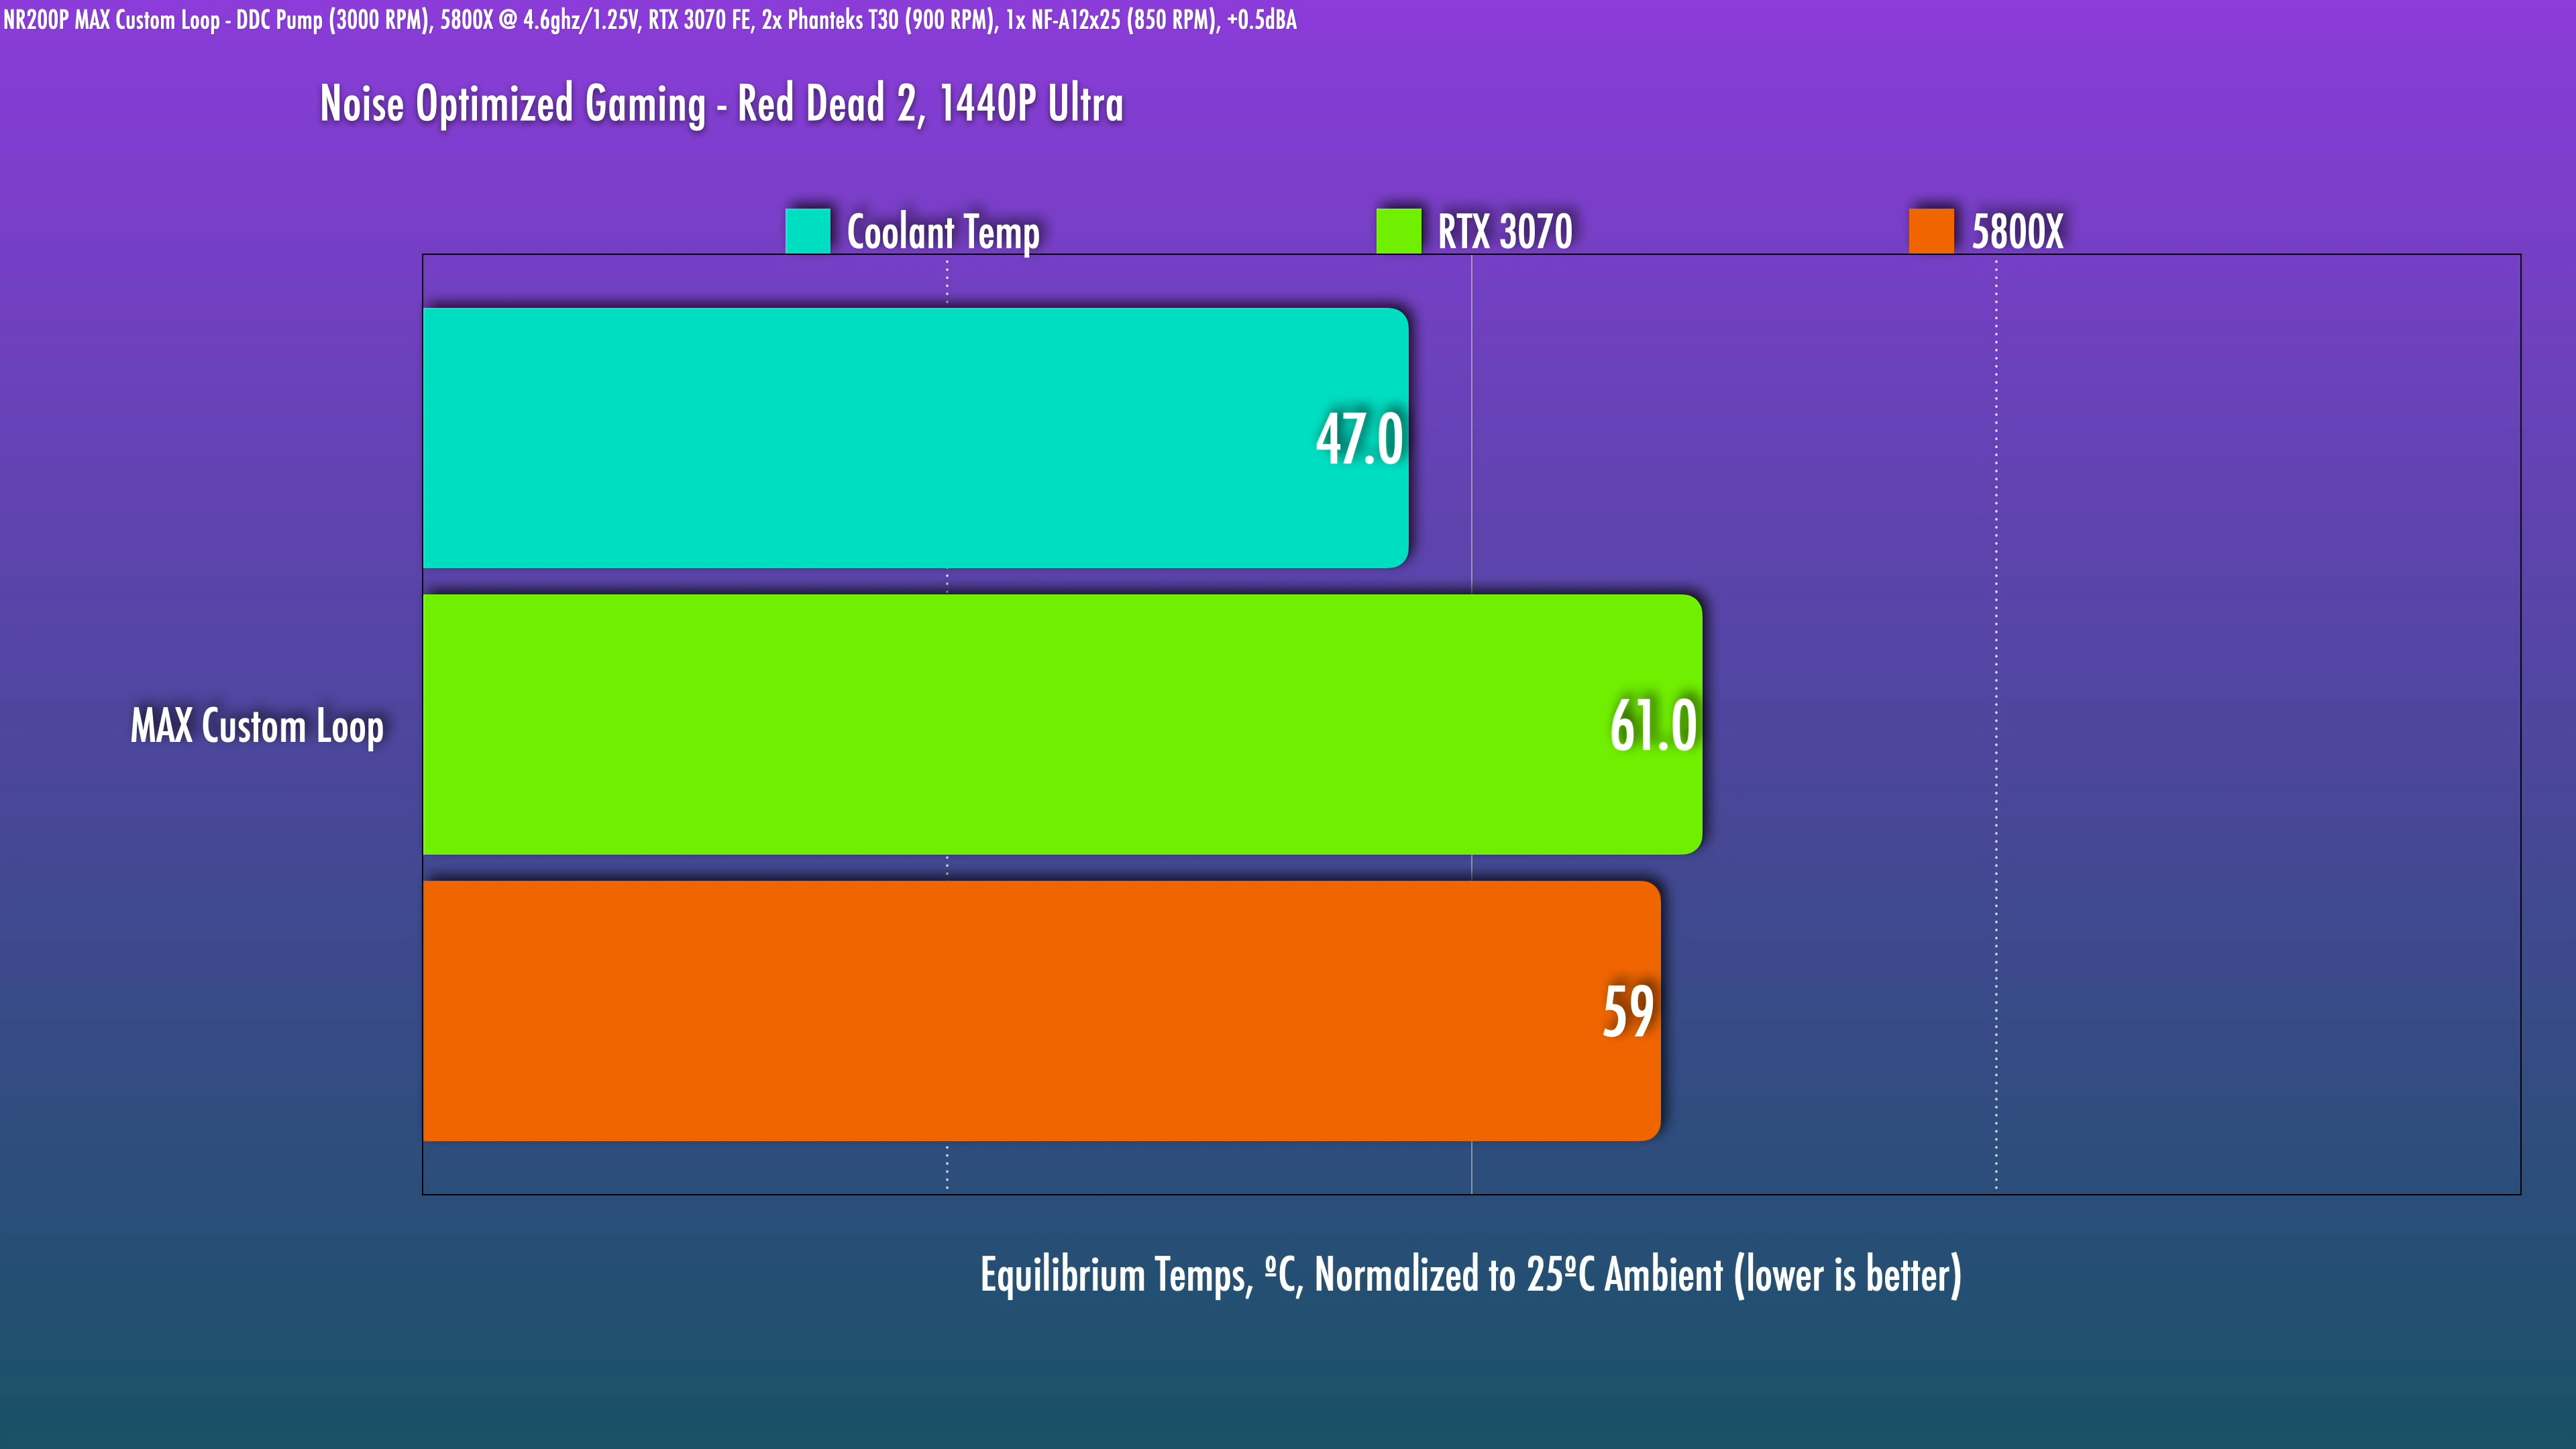 NR200P MAX Custom Loop - DDC Pump (3000 RPM), 5800X @ 4.6ghz/1.25V, RTX 3070 FE, 2x Phanteks T30 (900 RPM), 1x NF-A12x25 (850 RPM), +0.5dBA
Noise Optimized Gaming - Red Dead 2, 1440P Ultra
Coolant Temp RTX 3070 5800X
47.0
MAX Custom Loop 61.0
59
Equilibrium Temps, ºC, Normalized to 25ºC Ambient (lower is better)